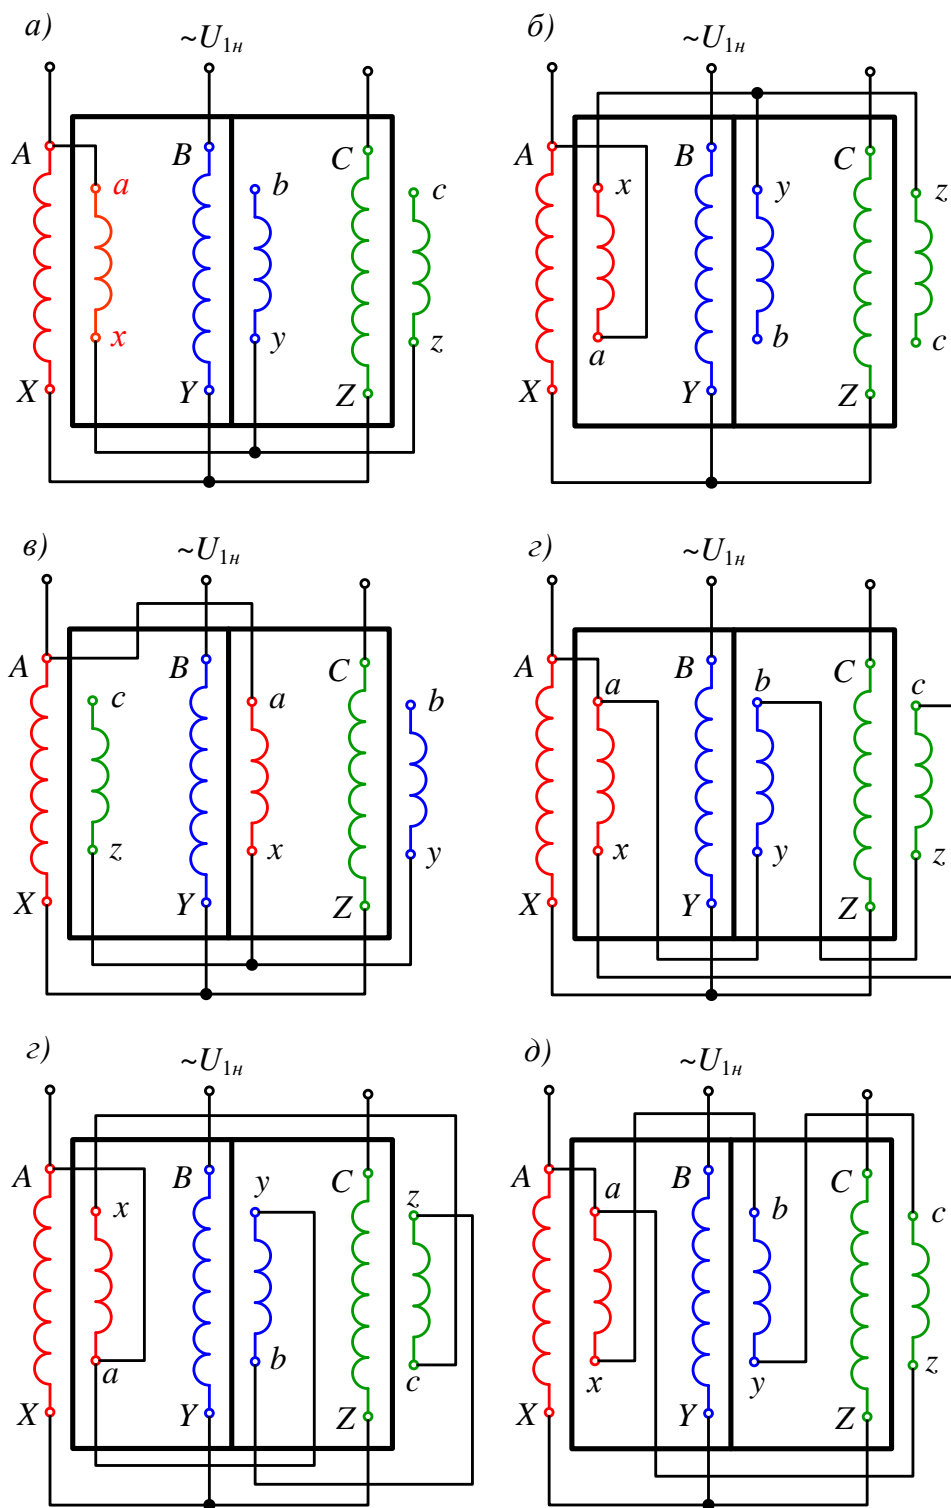 а) б)
~U1н ~U1н
A B C A B C
a b c x y z
x y z a b c
X Y Z X Y Z
в) г)
~U1н ~U1н
A B C A B C
c a b a b c
z x y x y z
X Y Z X Y Z
г) д)
~U1н ~U1н
A B C A B C
x y z a b c
a b c x y z
X Y Z X Y Z